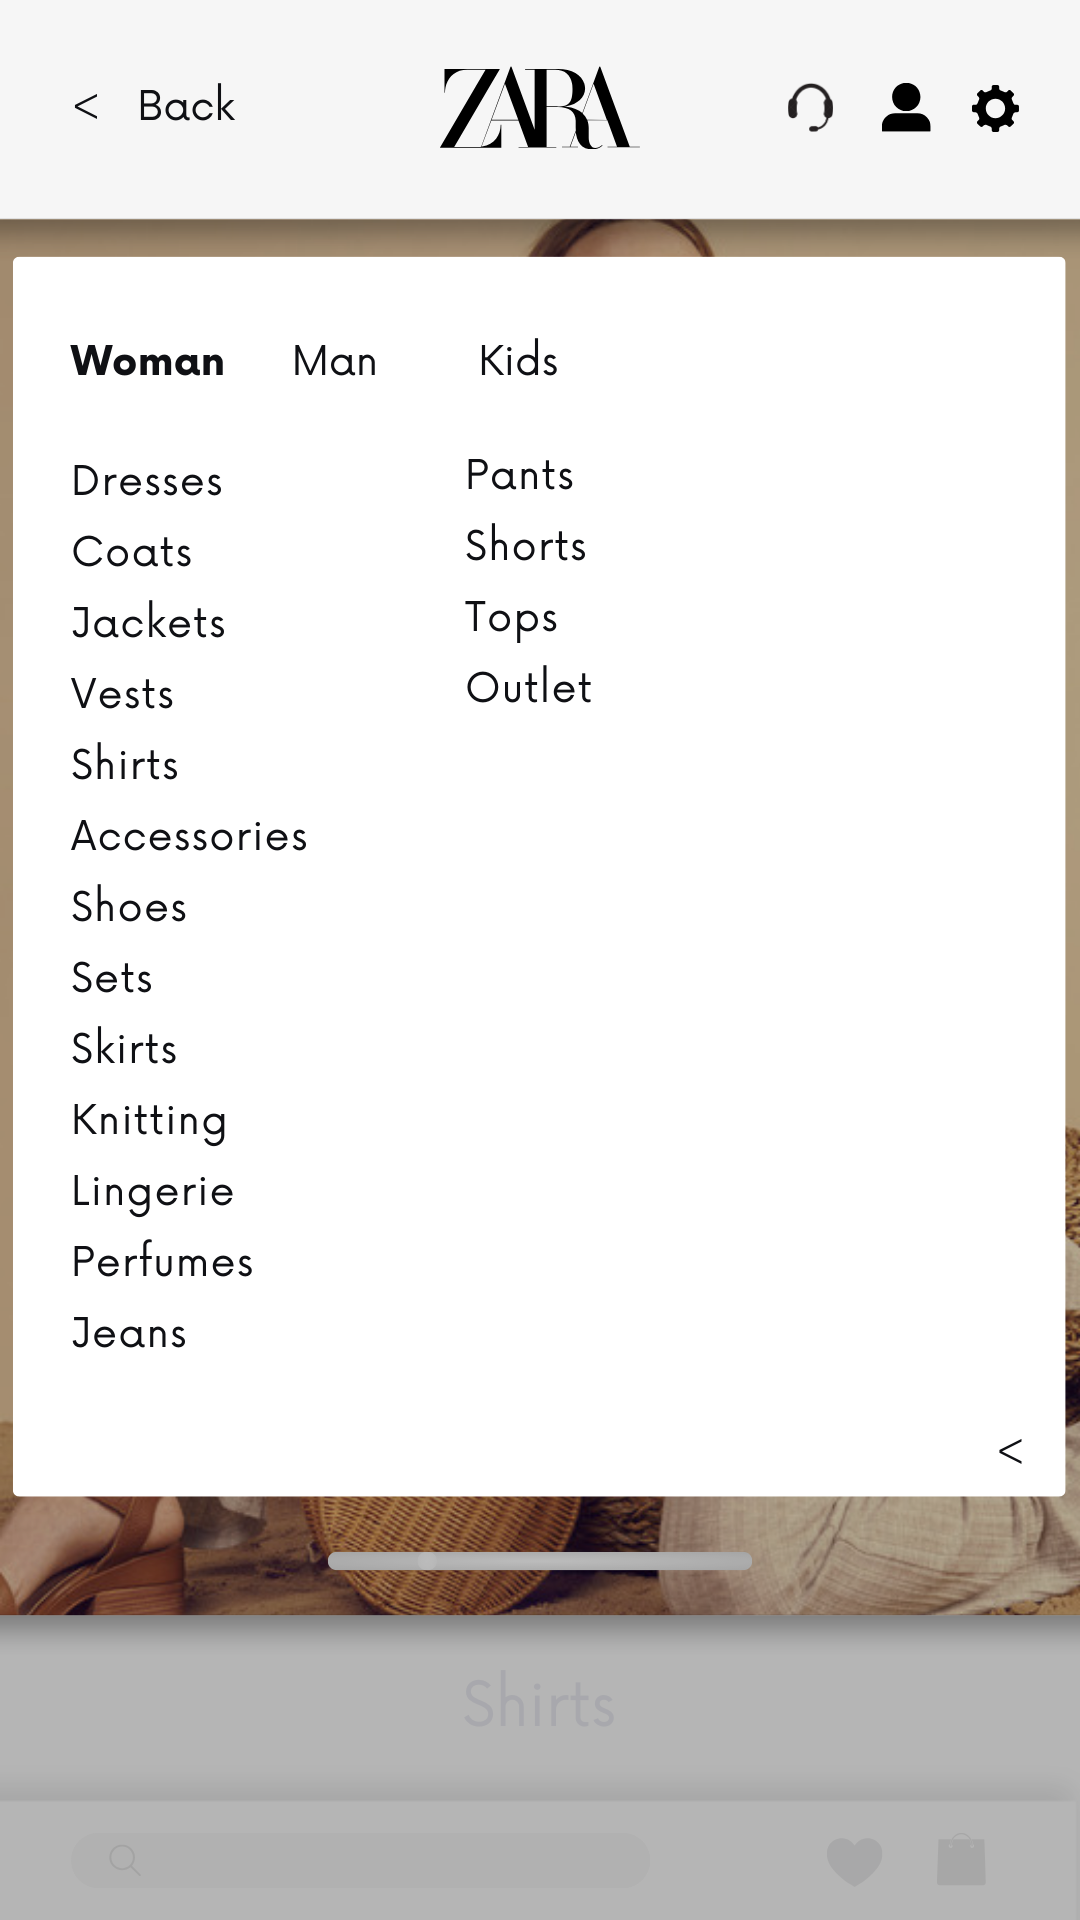 < Back
ZARA
Woman Man Kids
Dresses
Coats
Jackets
Vests
Shirts
Accessories
Shoes
Sets
Skirts
Knitting
Lingerie
Perfumes
Jeans
Pants
Shorts
Tops
Outlet
<
Shirts